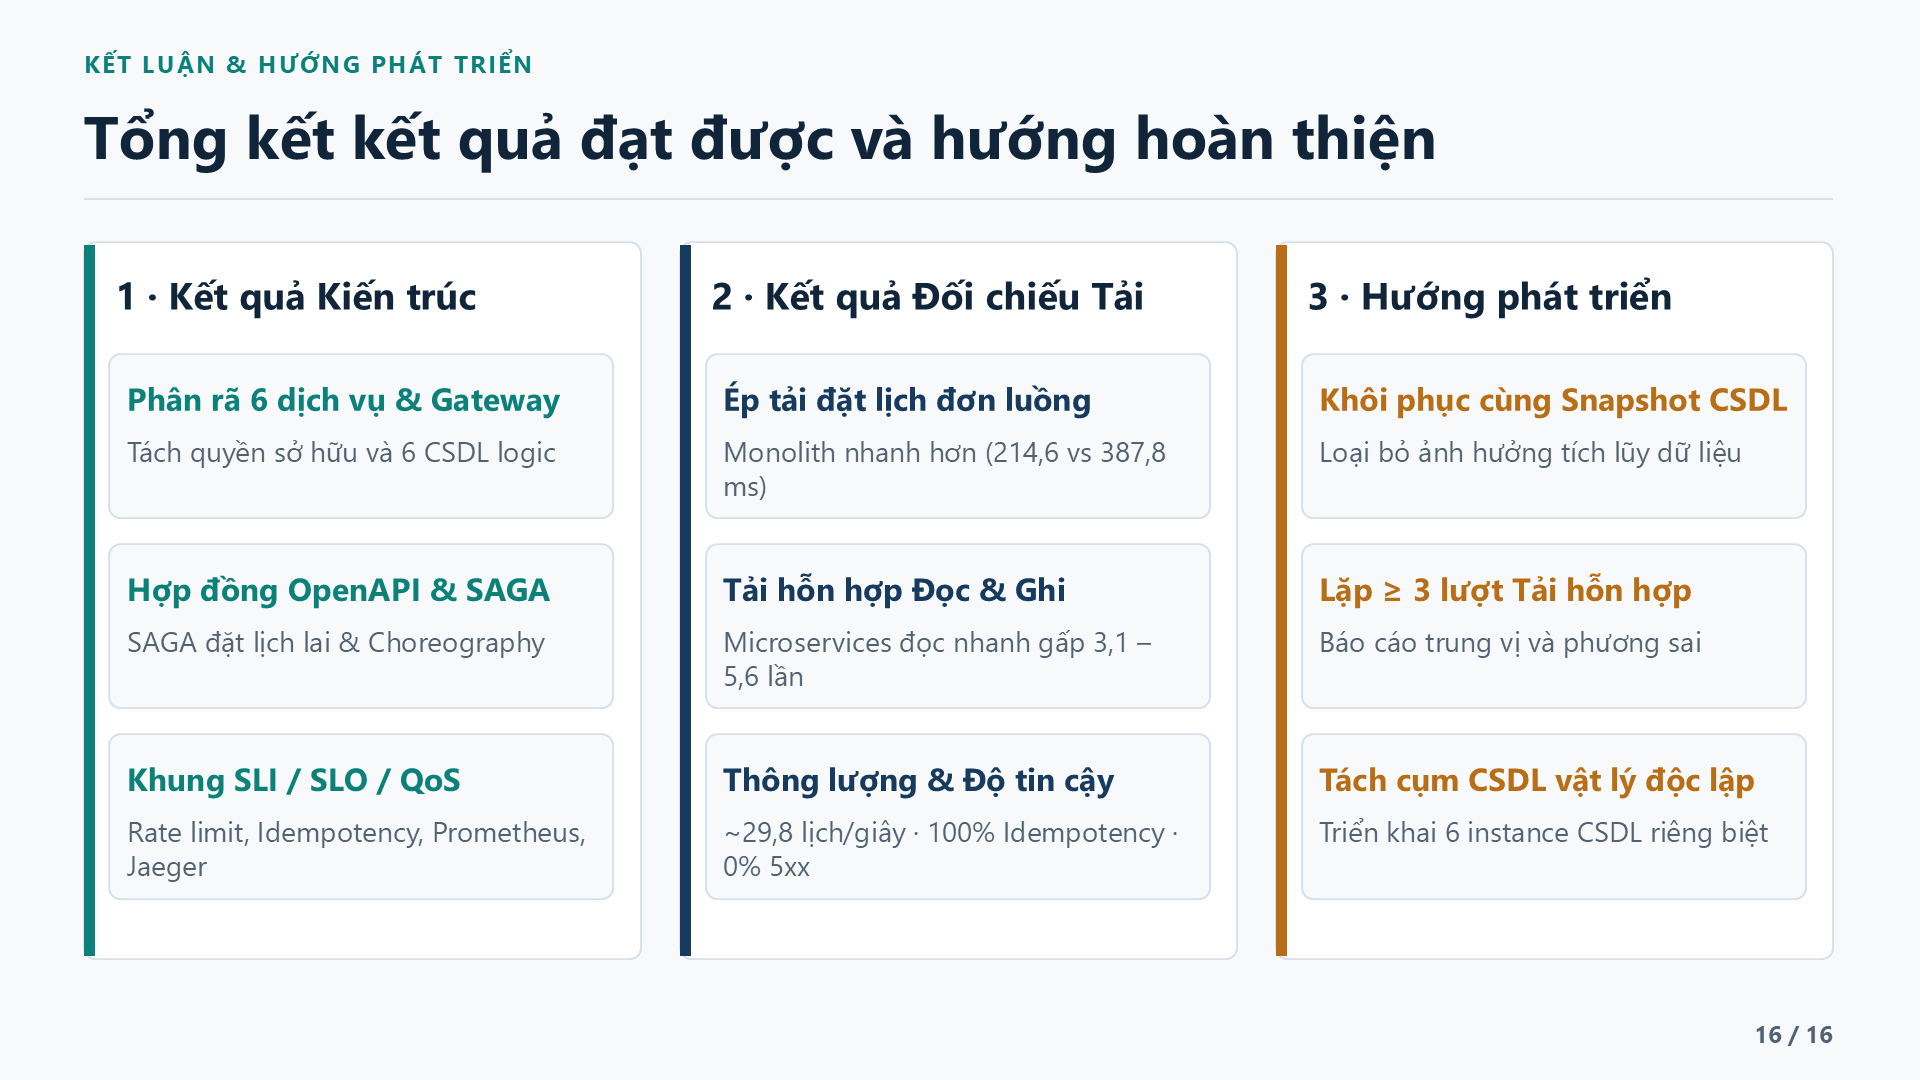 KẾT LUẬN & HƯỚNG PHÁT TRIỂN
Tổng kết kết quả đạt được và hướng hoàn thiện
1 · Kết quả Kiến trúc
Phân rã 6 dịch vụ & Gateway
Tách quyền sở hữu và 6 CSDL logic
Hợp đồng OpenAPI & SAGA
SAGA đặt lịch lai & Choreography
Khung SLI / SLO / QoS
Rate limit, Idempotency, Prometheus,
Jaeger
2 · Kết quả Đối chiếu Tải
Ép tải đặt lịch đơn luồng
Monolith nhanh hơn (214,6 vs 387,8
ms)
Tải hỗn hợp Đọc & Ghi
Microservices đọc nhanh gấp 3,1 –
5,6 lần
Thông lượng & Độ tin cậy
~29,8 lịch/giây · 100% Idempotency ·
0% 5xx
3 · Hướng phát triển
Khôi phục cùng Snapshot CSDL
Loại bỏ ảnh hưởng tích lũy dữ liệu
Lặp ≥ 3 lượt Tải hỗn hợp
Báo cáo trung vị và phương sai
Tách cụm CSDL vật lý độc lập
Triển khai 6 instance CSDL riêng biệt
16 / 16